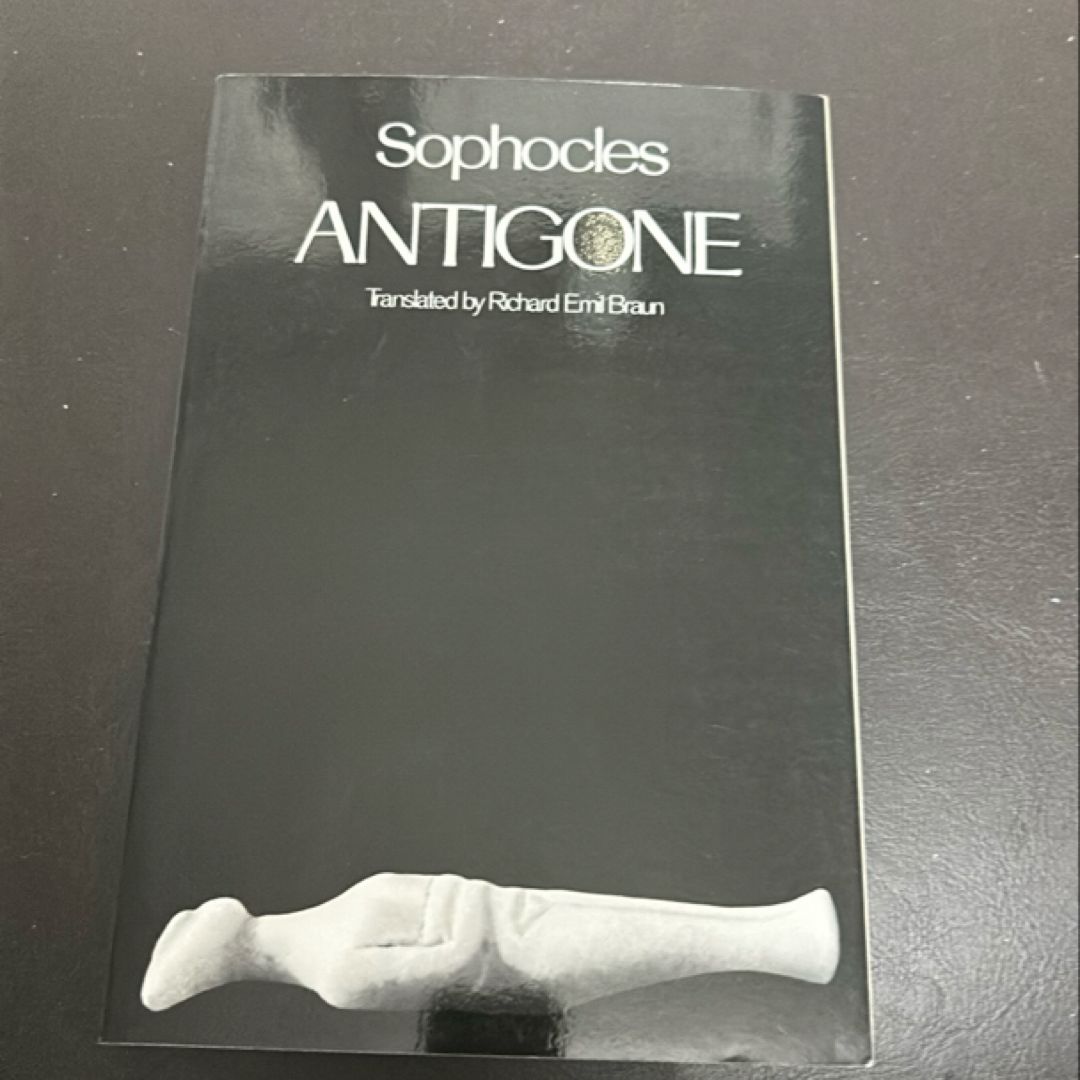 Sophocles
ANTIGONE
Translated by Richard Emil Braun